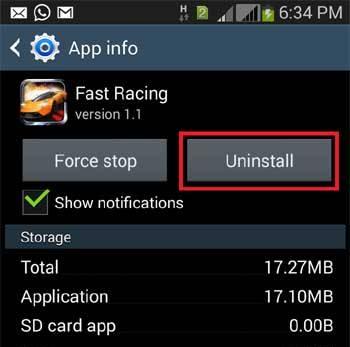 H 2 6:34 PM
App info
Fast Racing
version 1.1
Force stop Uninstall
Show notifications
Storage
Total 17.27MB
Application 17.10MB
SD card app 0.00B